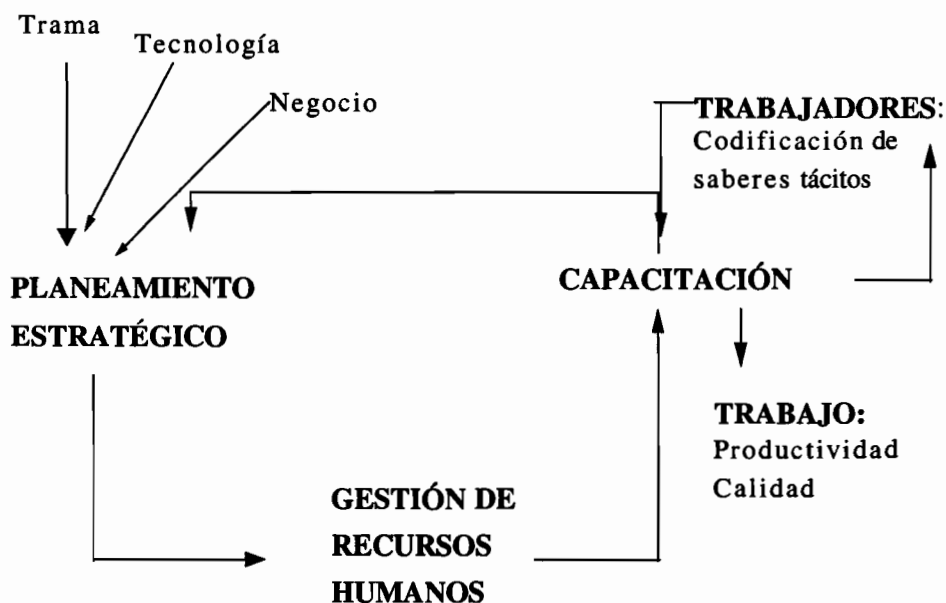 Trama
Tecnología
Negocio
TRABAJADORES:
Codificación de
saberes tácitos
PLANEAMIENTO
ESTRATÉGICO
CAPACITACIÓN
TRABAJO:
Productividad
Calidad
GESTIÓN DE
RECURSOS
HUMANOS